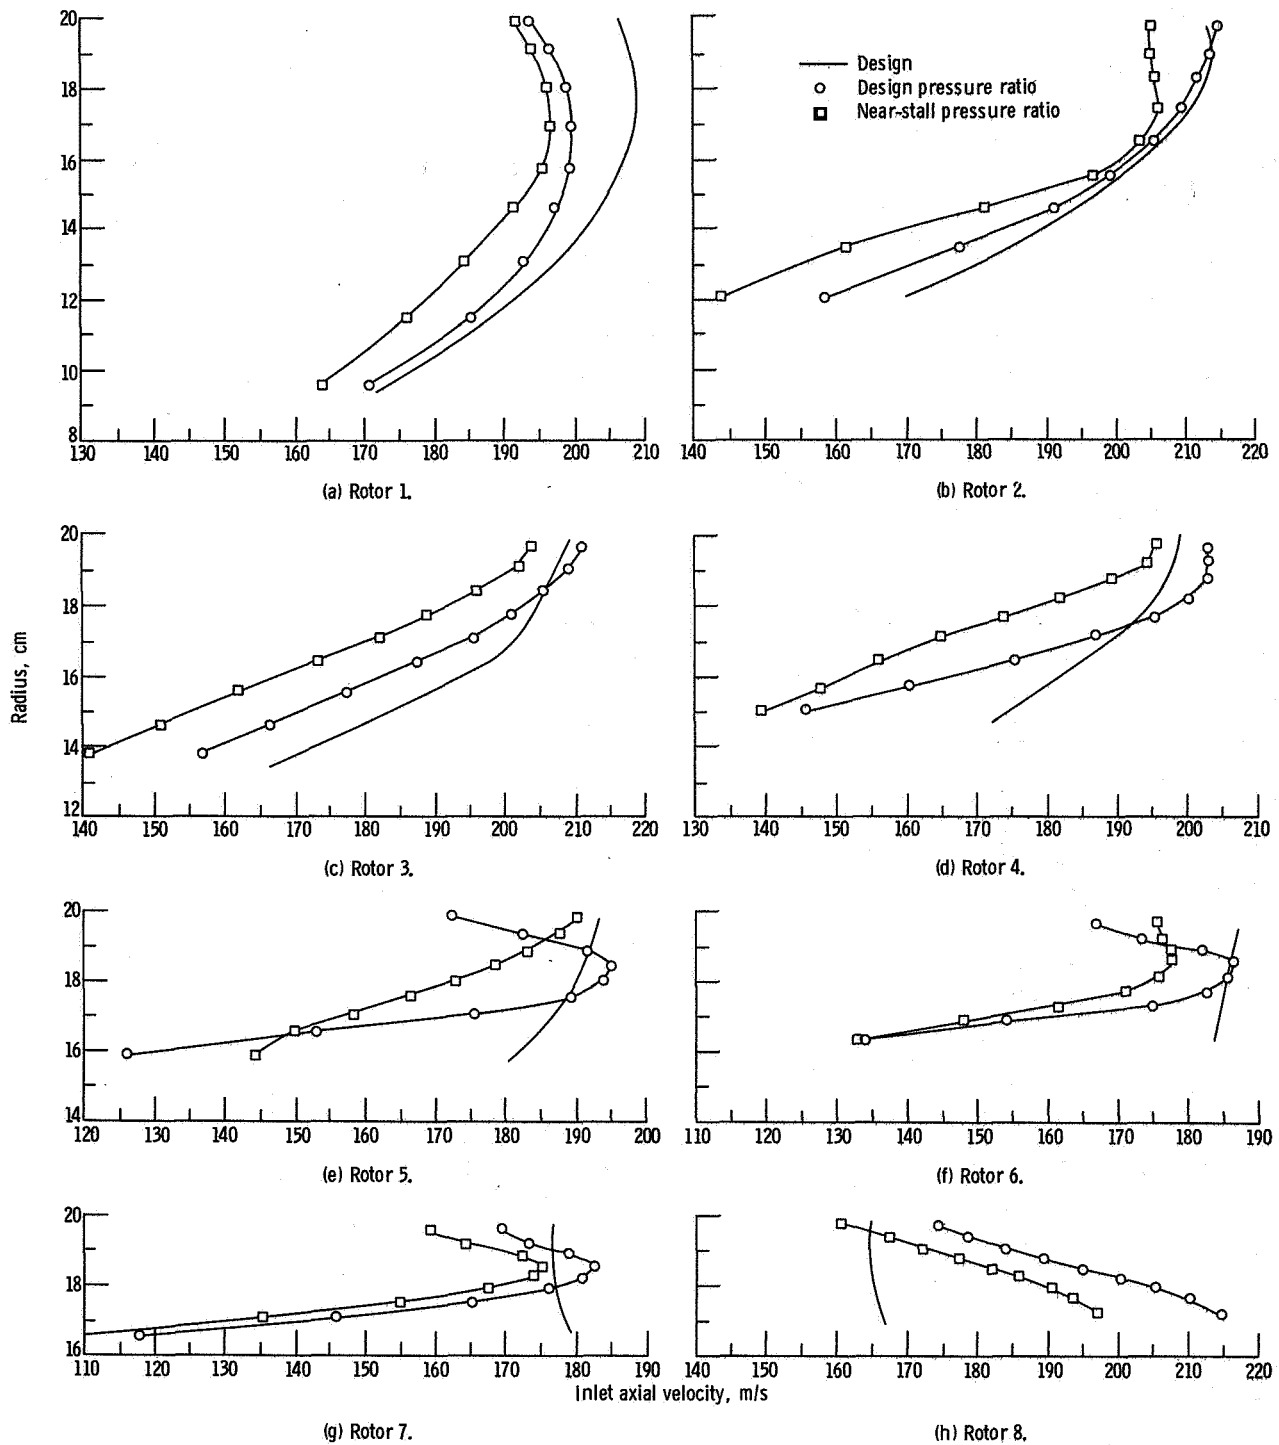 20
18
16
14
12
10
8
130 140 150 160 170 180 190 200 210
(a) Rotor 1.
Design
Design pressure ratio
Near-stall pressure ratio
140 150 160 170 180 190 200 210 220
(b) Rotor 2.
Radius, cm
20
18
16
14
12
140 150 160 170 180 190 200 210 220
(c) Rotor 3.
130 140 150 160 170 180 190 200 210
(d) Rotor 4.
20
18
16
14
120 130 140 150 160 170 180 190 200
(e) Rotor 5.
110 120 130 140 150 160 170 180 190
(f) Rotor 6.
20
18
16
110 120 130 140 150 160 170 180 190
(g) Rotor 7.
140 150 160 170 180 190 200 210 220
Inlet axial velocity, m/s
(h) Rotor 8.